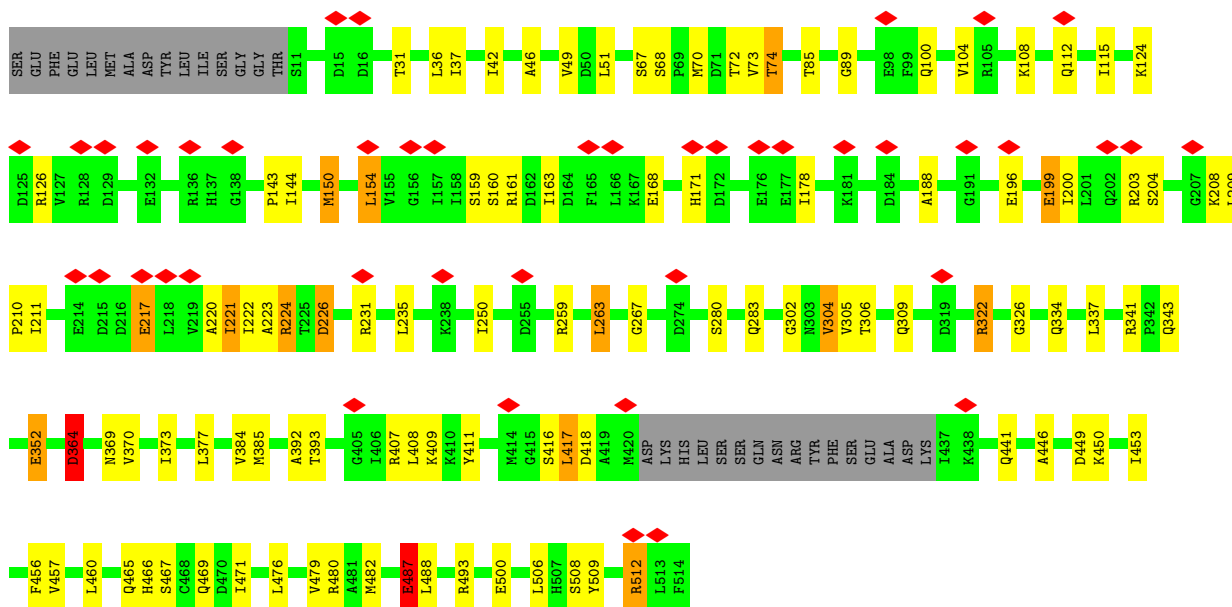 SER GLU PHE GLU LEU MET ALA ASP TYR LEU ILE SER GLY GLY THR S11 D15 D16 T31 L36 I37 I42 A46 V49 D50 L51 S67 S68 P69 M70 D71 T72 V73 T74 T85 G89 E98 F99 Q100 V104 R105 K108 Q112 I115 K124
D125 R126 V127 R128 D129 E132 R136 H137 G138 P143 I144 M150 L154 V155 G156 I157 I158 S159 S160 R161 D162 I163 D164 F165 L166 K167 E168 H171 D172 E176 E177 I178 K181 D184 A188 G191 E196 E199 I200 L201 Q202 R203 S204 G207 K208
P210 I211 E214 D215 D216 E217 L218 V219 A220 I221 I222 A223 R224 T225 D226 R231 L235 K238 I250 D255 R259 L263 G267 D274 S280 Q283 G302 N303 V304 V305 T306 Q309 D319 R322 G326 Q334 L337 R341 P342 Q343
E352 D364 N369 V370 I373 L377 V384 M385 A392 T393 G405 I406 R407 L408 K409 K410 Y411 M414 G415 S416 L417 D418 A419 M420 ASP LYS HIS LEU SER SER GLN ASN ARG TYR PHE SER GLU ALA ASP LYS I437 K438 Q441 A446 D449 K450 I453
F456 V457 L460 Q465 H466 S467 C468 Q469 D470 I471 L476 V479 R480 A481 M482 E487 L488 R493 E500 L506 H507 S508 Y509 R512 L513 F514